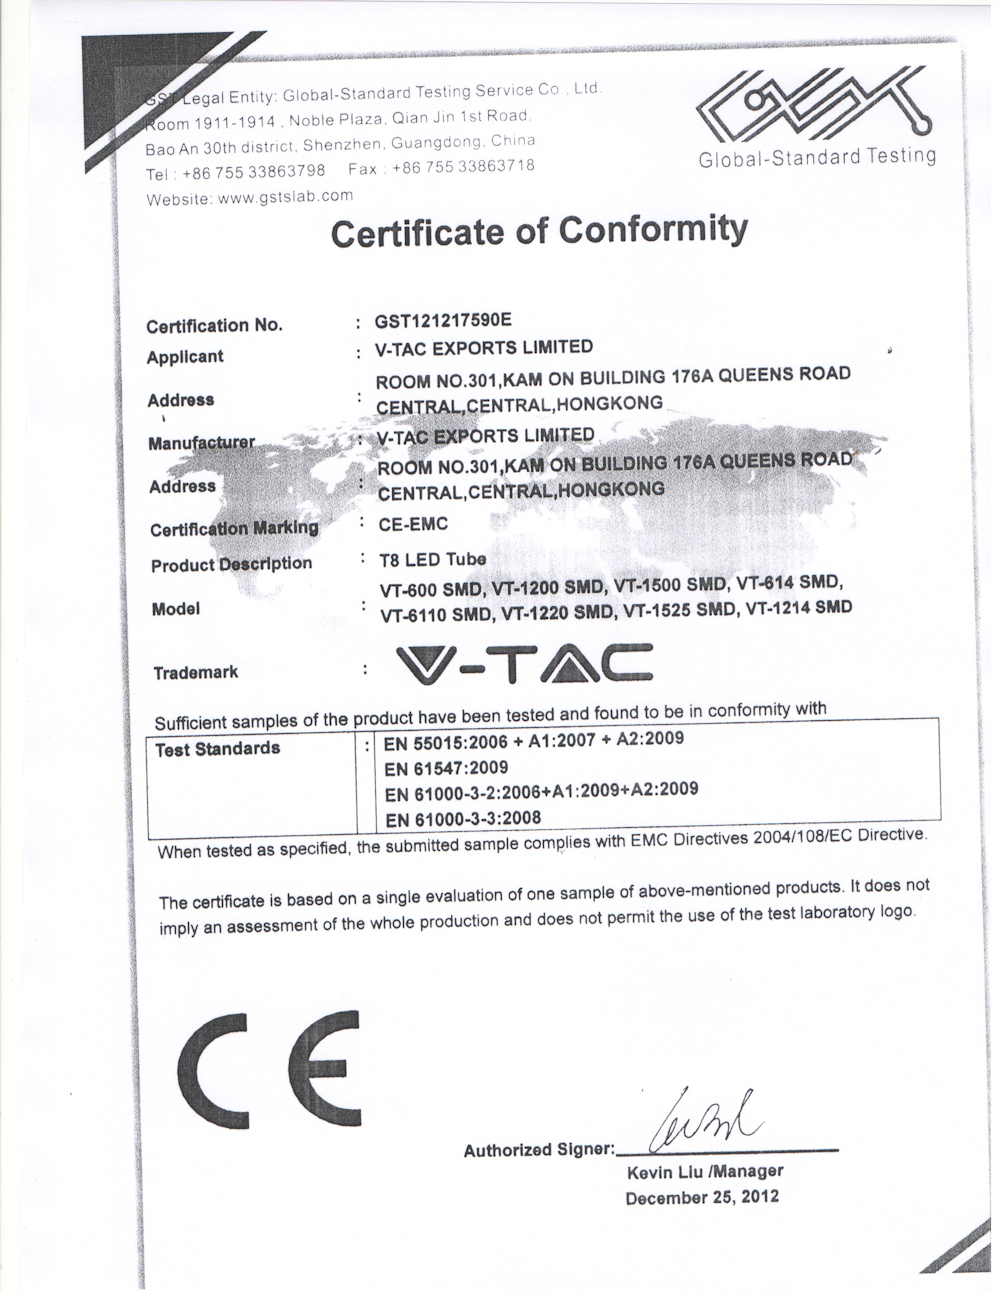 GST Legal Entity: Global-Standard Testing Service Co., Ltd.
Room 1911-1914 , Noble Plaza, Qian Jin 1st Road.
Bao An 30th district, Shenzhen, Guangdong, China
Tel : +86 755 33863798 Fax : +86 755 33863718
Website: www.gstslab.com
Global-Standard Testing
Certificate of Conformity
Certification No. : GST121217590E
Applicant : V-TAC EXPORTS LIMITED
Address : ROOM NO.301,KAM ON BUILDING 176A QUEENS ROAD
CENTRAL,CENTRAL,HONGKONG
Manufacturer : V-TAC EXPORTS LIMITED
Address : ROOM NO.301,KAM ON BUILDING 176A QUEENS ROAD
CENTRAL,CENTRAL,HONGKONG
Certification Marking : CE-EMC
Product Description : T8 LED Tube
Model : VT-600 SMD, VT-1200 SMD, VT-1500 SMD, VT-614 SMD,
VT-6110 SMD, VT-1220 SMD, VT-1525 SMD, VT-1214 SMD
Trademark : V-TAC
Sufficient samples of the product have been tested and found to be in conformity with
Test Standards : EN 55015:2006 + A1:2007 + A2:2009
EN 61547:2009
EN 61000-3-2:2006+A1:2009+A2:2009
EN 61000-3-3:2008
When tested as specified, the submitted sample complies with EMC Directives 2004/108/EC Directive.
The certificate is based on a single evaluation of one sample of above-mentioned products. It does not
imply an assessment of the whole production and does not permit the use of the test laboratory logo.
CE
Authorized Signer:
Kevin Liu /Manager
December 25, 2012